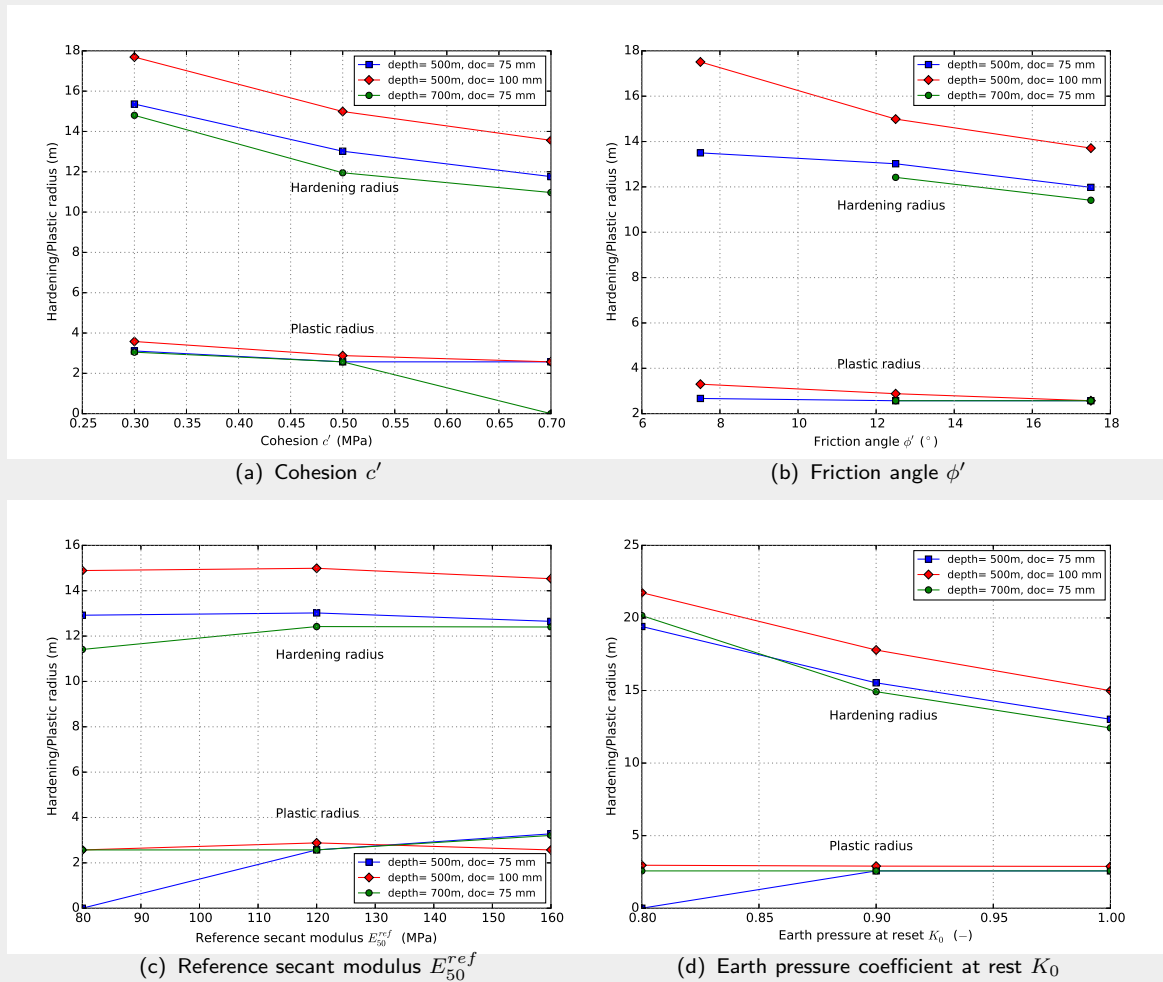 18
16
14
12
10
8
6
4
2
0
Hardening/Plastic radius (m)
depth= 500m, doc= 75 mm
depth= 500m, doc= 100 mm
depth= 700m, doc= 75 mm
Hardening radius
Plastic radius
0.25 0.30 0.35 0.40 0.45 0.50 0.55 0.60 0.65 0.70
Cohesion c′ (MPa)
(a) Cohesion c′
18
16
14
12
10
8
6
4
2
Hardening/Plastic radius (m)
depth= 500m, doc= 75 mm
depth= 500m, doc= 100 mm
depth= 700m, doc= 75 mm
Hardening radius
Plastic radius
6 8 10 12 14 16 18
Friction angle ϕ′ (°)
(b) Friction angle ϕ′
16
14
12
10
8
6
4
2
0
Hardening/Plastic radius (m)
Hardening radius
Plastic radius
depth= 500m, doc= 75 mm
depth= 500m, doc= 100 mm
depth= 700m, doc= 75 mm
80 90 100 110 120 130 140 150 160
Reference secant modulus E_{50}^{ref} (MPa)
(c) Reference secant modulus E_{50}^{ref}
25
20
15
10
5
0
Hardening/Plastic radius (m)
depth= 500m, doc= 75 mm
depth= 500m, doc= 100 mm
depth= 700m, doc= 75 mm
Hardening radius
Plastic radius
0.80 0.85 0.90 0.95 1.00
Earth pressure at reset K_0 (−)
(d) Earth pressure coefficient at rest K_0